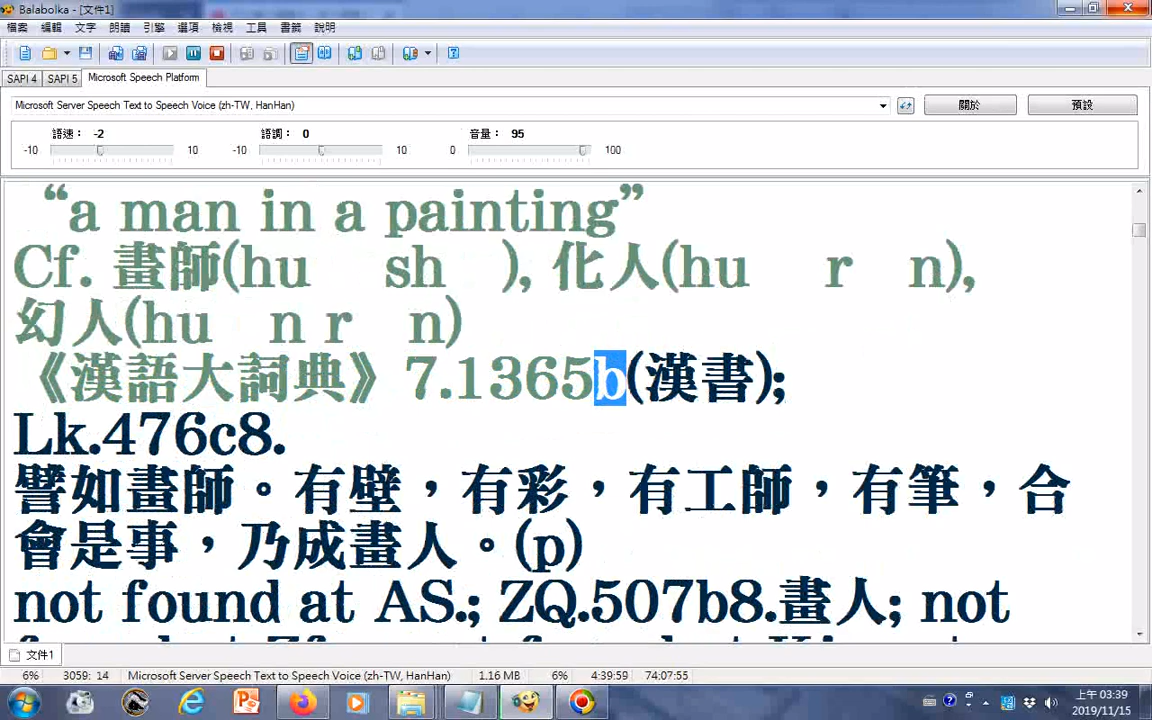 Balabolka - [文件1]
檔案 編輯 文字 朗讀 引擎 選項 檢視 工具 書籤 說明
SAPI 4 SAPI 5 Microsoft Speech Platform
Microsoft Server Speech Text to Speech Voice (zh-TW, HanHan) 關於 預設
語速： -2 語調： 0 音量： 95
-10 10 -10 10 0 100
“a man in a painting”
Cf. 畫師(hu sh ), 化人(hu r n),
幻人(hu n r n)
《漢語大詞典》 7.1365b(漢書);
Lk.476c8.
譬如畫師。有壁，有彩，有工師，有筆，合
會是事，乃成畫人。(p)
not found at AS.; ZQ.507b8.畫人; not
文件1
6% 3059: 14 Microsoft Server Speech Text to Speech Voice (zh-TW, HanHan) 1.16 MB 6% 4:39:59 74:07:55
上午 03:39
2019/11/15